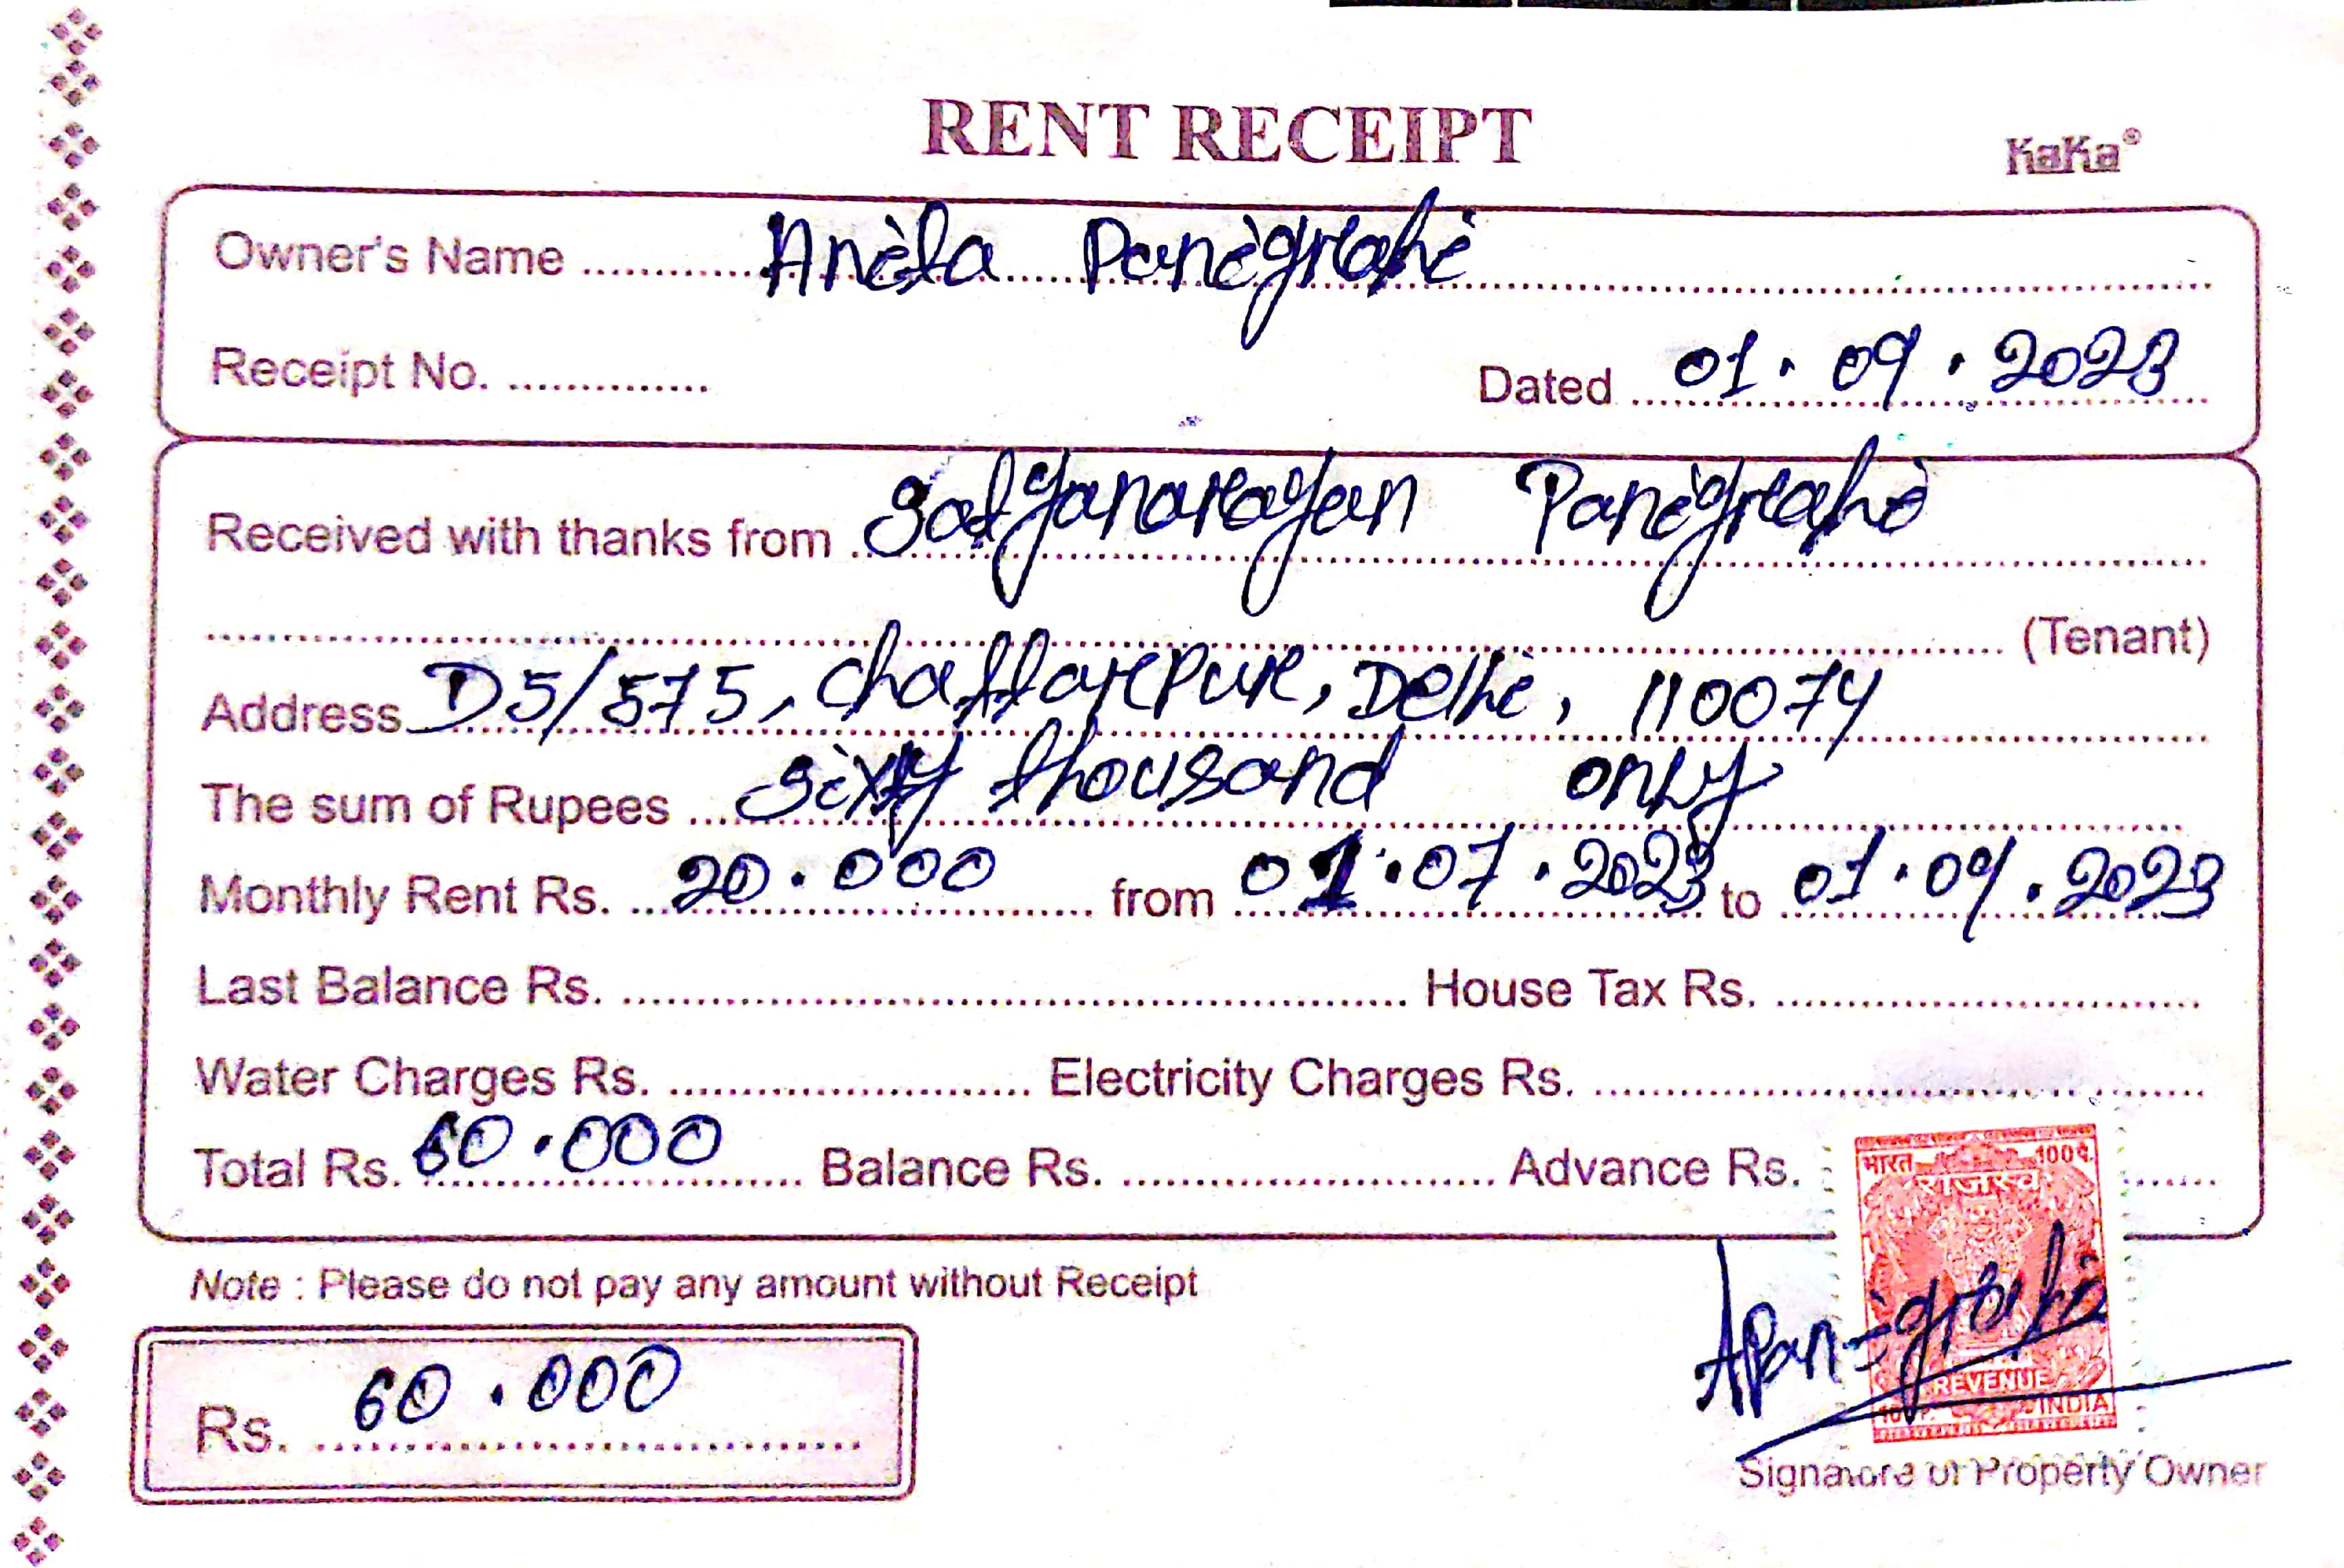 RENT RECEIPT
KaKa®
Owner's Name Anita Panigrahi
Receipt No. Dated 01.09.2023
Received with thanks from Satyanarayan Panigrahi
(Tenant)
Address D5/575, Chattarpur, Delhi, 110074
The sum of Rupees Sixty thousand only
Monthly Rent Rs. 20.000 from 01.07.2023 to 01.09.2023
Last Balance Rs. House Tax Rs.
Water Charges Rs. Electricity Charges Rs.
Total Rs. 60.000 Balance Rs. Advance Rs.
भारत 100 पै.
राजस्व
Note : Please do not pay any amount without Receipt
APanigrahi
REVENUE
INDIA
Rs. 60.000
Signature of Property Owner